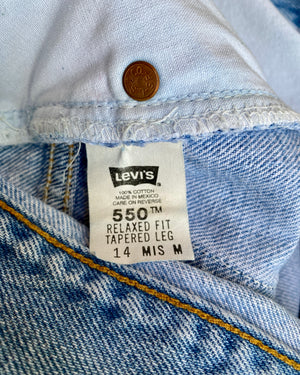 Levi's
100% COTTON
MADE IN MEXICO
CARE ON REVERSE
550™
RELAXED FIT
TAPERED LEG
14 MIS M